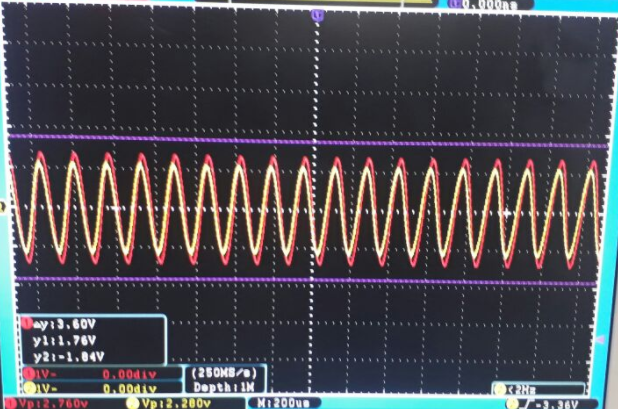 0.000ns
ay:3.60V
y1:1.76V
y2:-1.84V
1V- 0.00div (250MS/s)
1V- 0.00div Depth:1M
<2Hz
Vp:2.760v Vp:2.280v M:200us -3.36V